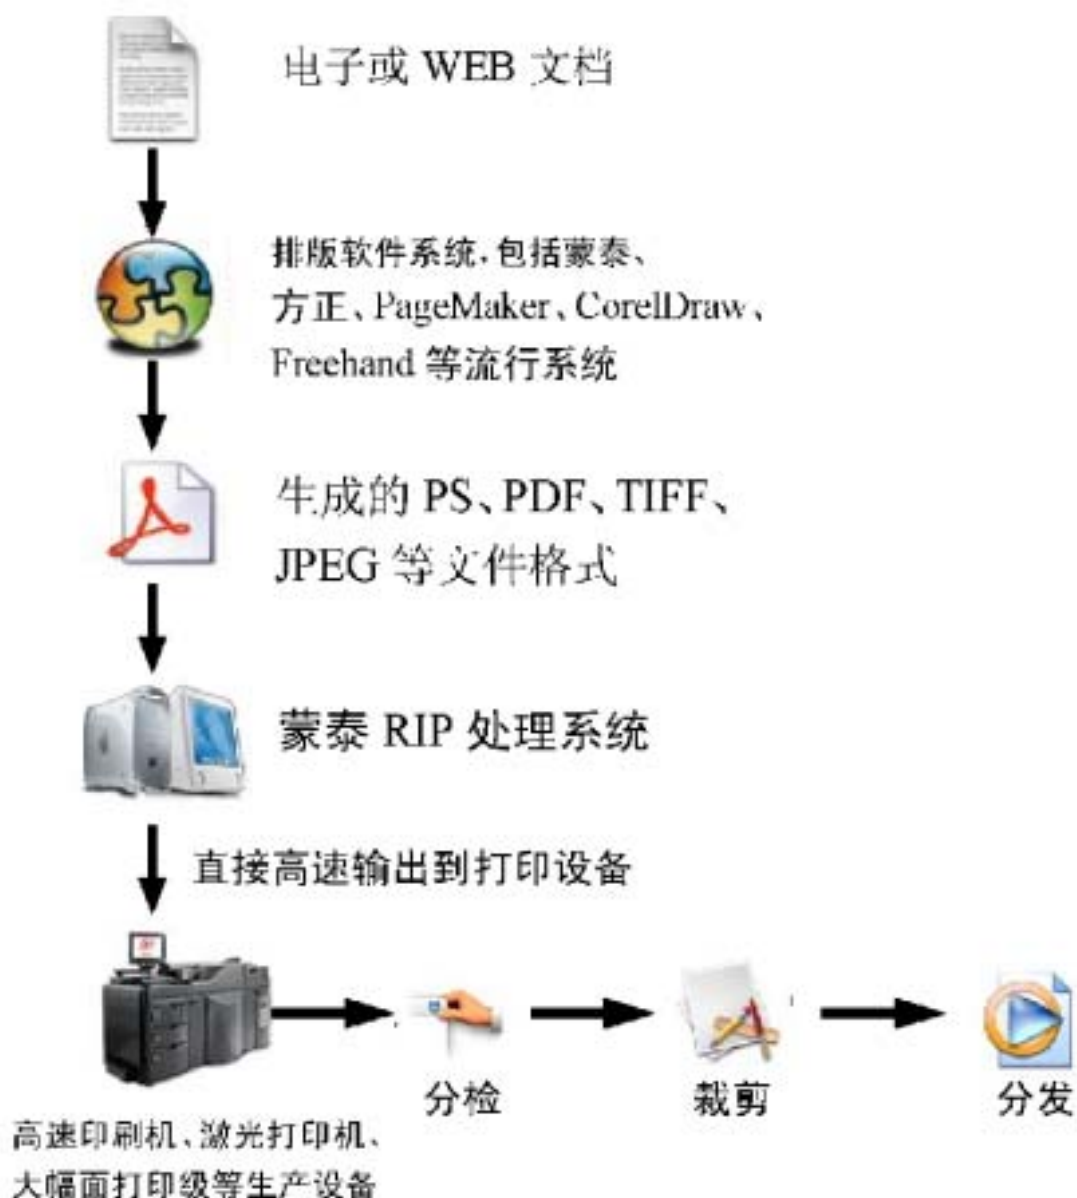 电子或 WEB 文档
排版软件系统,包括蒙泰、
方正、PageMaker、CorelDraw、
Freehand 等流行系统
生成的 PS、PDF、TIFF、
JPEG 等文件格式
蒙泰 RIP 处理系统
直接高速输出到打印设备
分检
裁剪
分发
高速印刷机、激光打印机、
大幅面打印级等生产设备